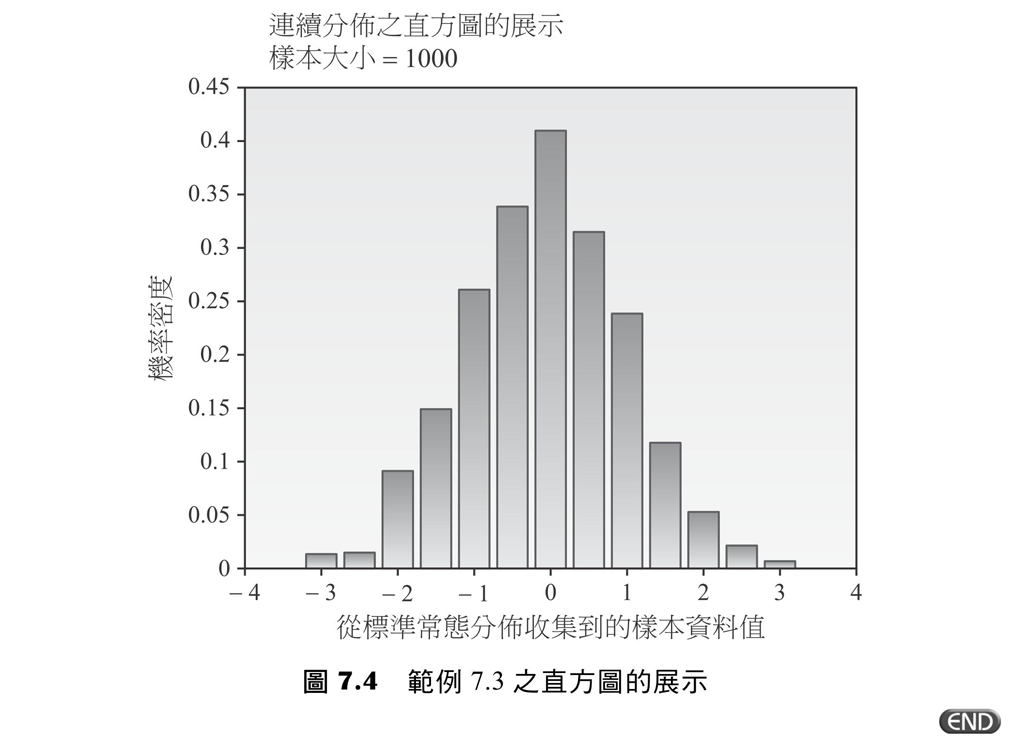 連續分佈之直方圖的展示
樣本大小 = 1000
0.45
0.4
0.35
0.3
0.25
0.2
0.15
0.1
0.05
0
機率密度
– 4 – 3 – 2 – 1 0 1 2 3 4
從標準常態分佈收集到的樣本資料值
圖 7.4 範例 7.3 之直方圖的展示
END